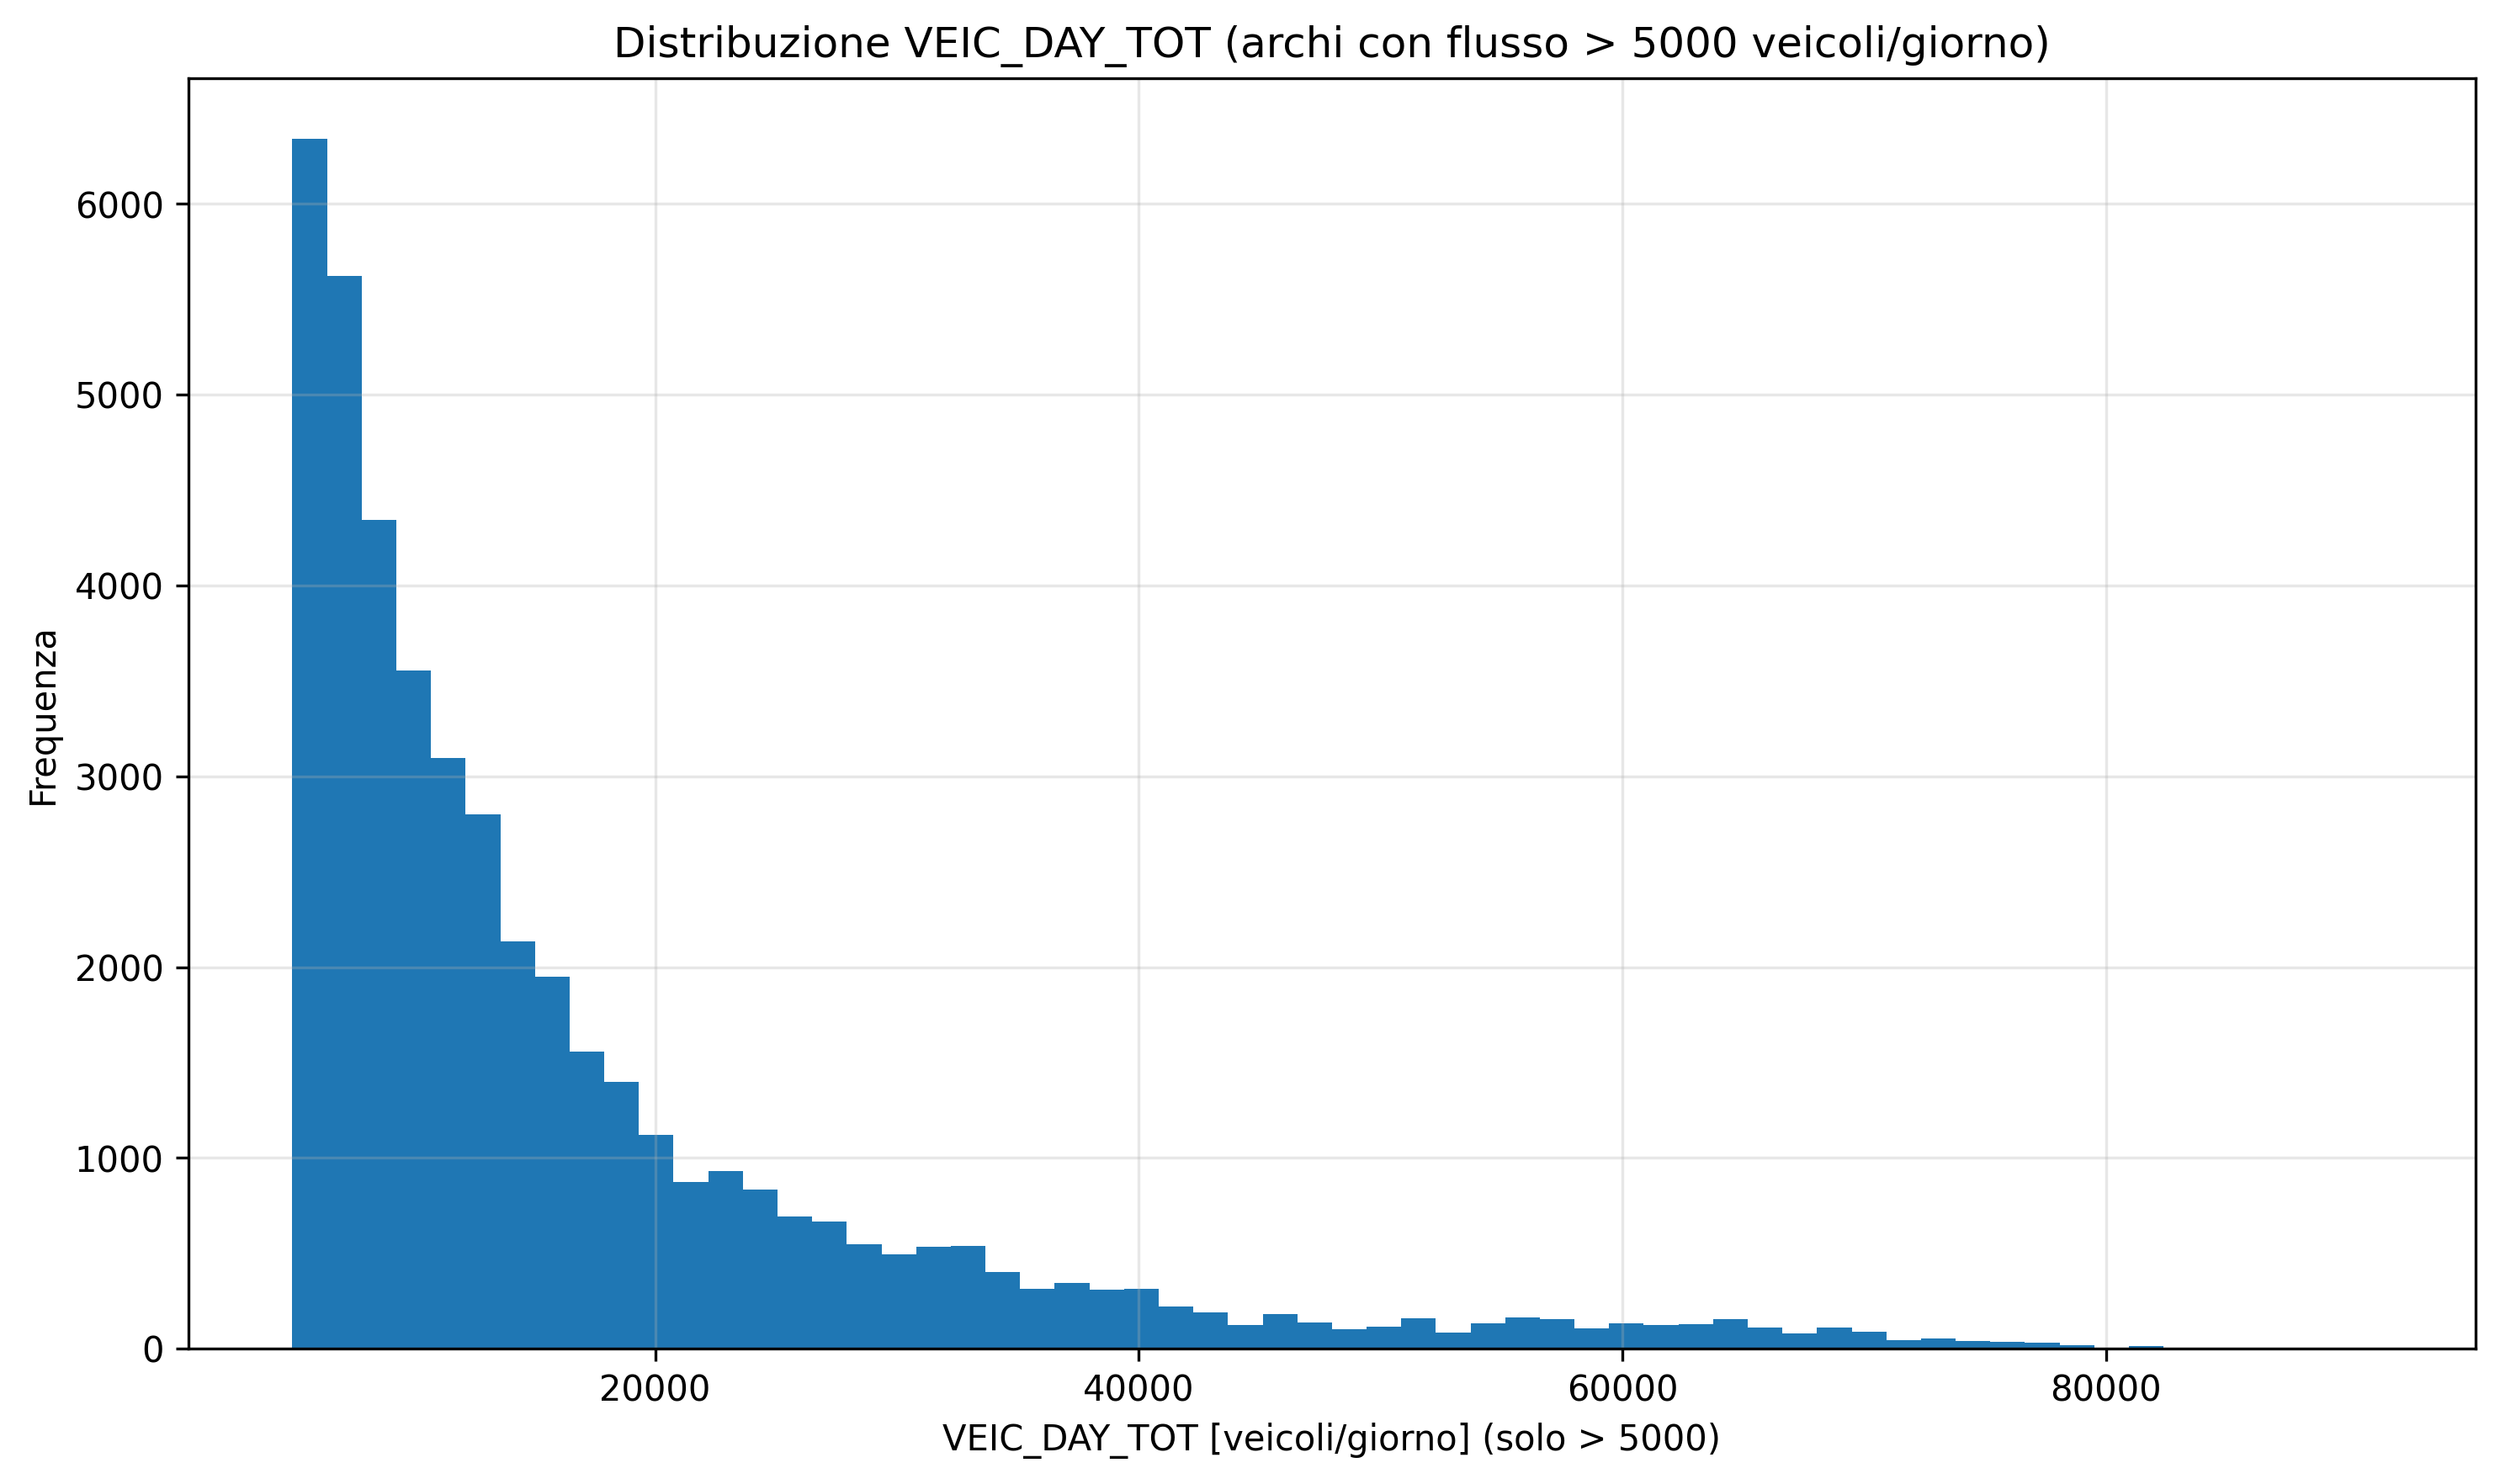 Distribuzione VEIC_DAY_TOT (archi con flusso > 5000 veicoli/giorno)
6000
5000
4000
3000
2000
1000
0
Frequenza
20000 40000 60000 80000
VEIC_DAY_TOT [veicoli/giorno] (solo > 5000)